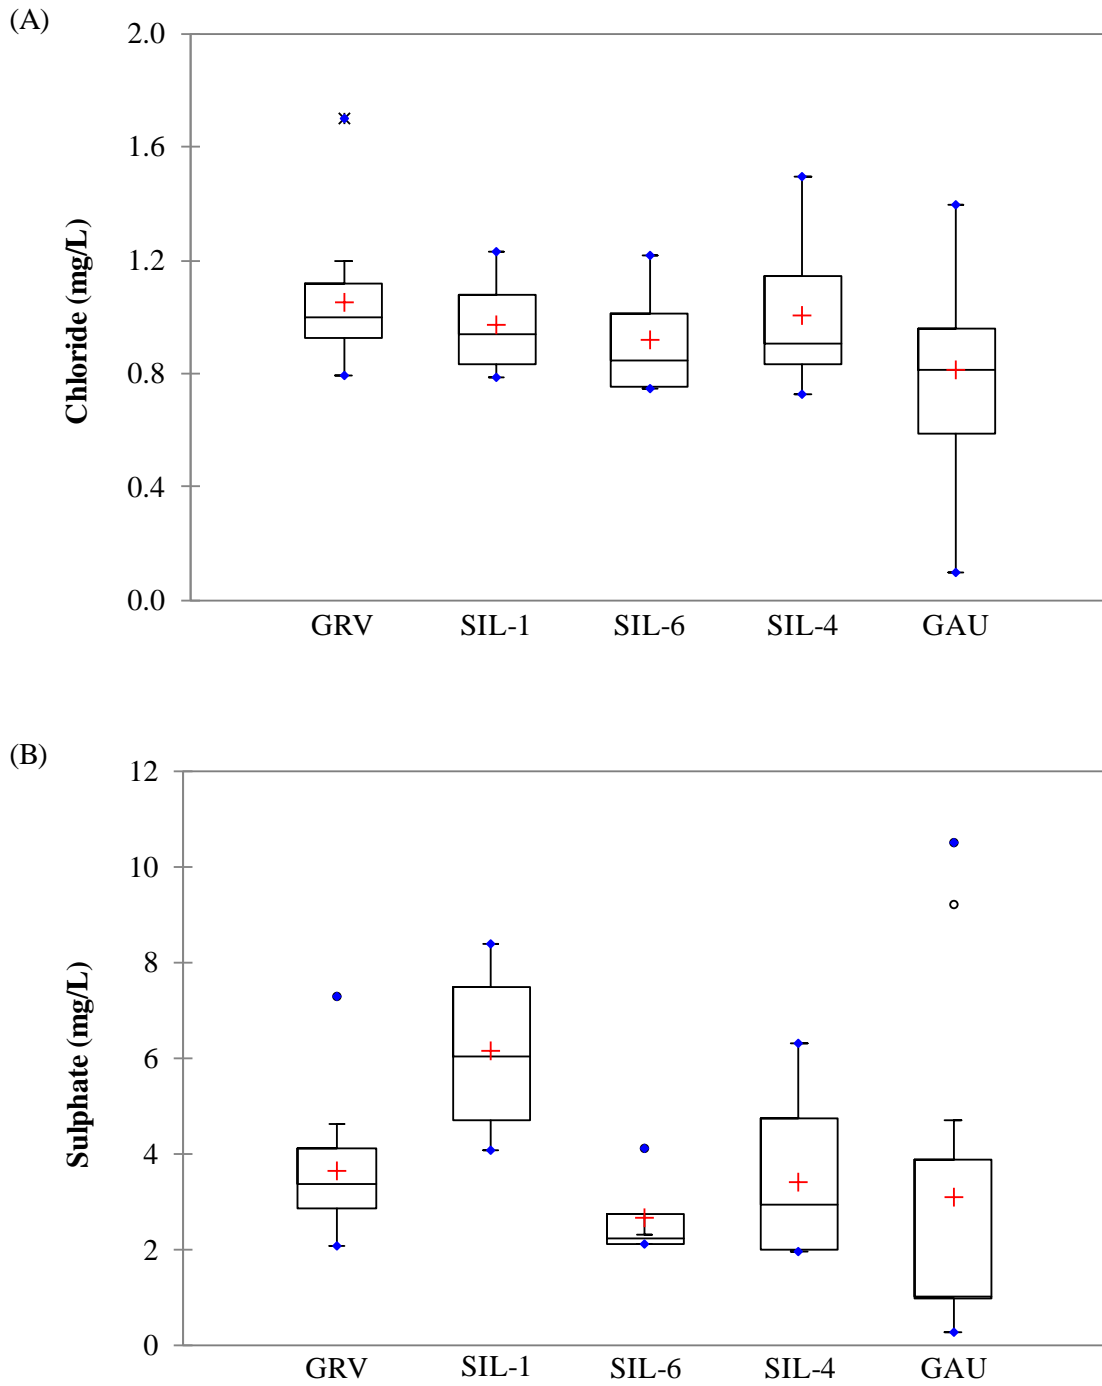 (A)
2.0
1.6
1.2
0.8
0.4
0.0
Chloride (mg/L)
GRV SIL-1 SIL-6 SIL-4 GAU
(B)
12
10
8
6
4
2
0
Sulphate (mg/L)
GRV SIL-1 SIL-6 SIL-4 GAU